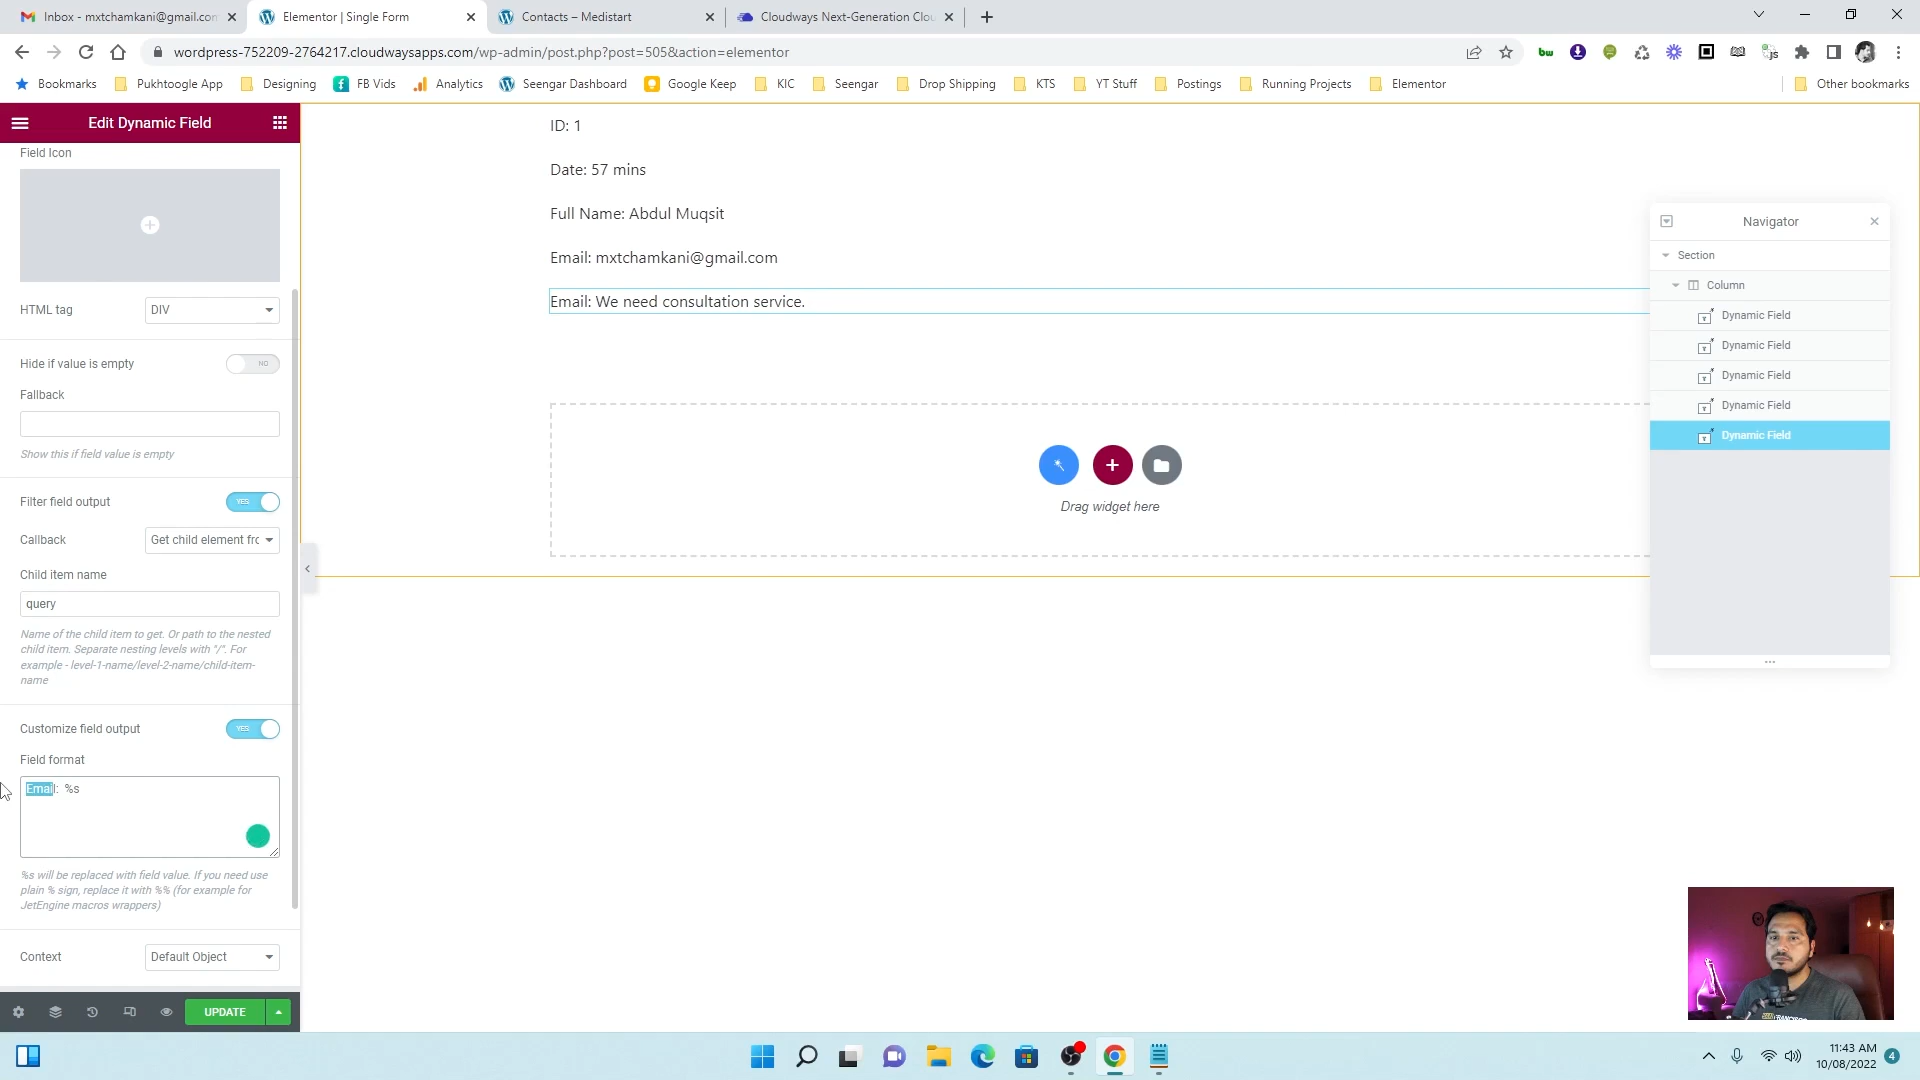 Inbox - mxtchamkani@gmail.con
Elementor | Single Form
Contacts – Medistart
Cloudways Next-Generation Clou
wordpress-752209-2764217.cloudwaysapps.com/wp-admin/post.php?post=505&action=elementor
Bookmarks
Pukhtoogle App
Designing
FB Vids
Analytics
Seengar Dashboard
Google Keep
KIC
Seengar
Drop Shipping
KTS
YT Stuff
Postings
Running Projects
Elementor
Other bookmarks
Edit Dynamic Field
Field Icon
HTML tag
DIV
Hide if value is empty
NO
Fallback
Show this if field value is empty
Filter field output
YES
Callback
Get child element frc
Child item name
query
Name of the child item to get. Or path to the nested
child item. Separate nesting levels with "/". For
example - level-1-name/level-2-name/child-item-
name
Customize field output
YES
Field format
Email: %s
%s will be replaced with field value. If you need use
plain % sign, replace it with %% (for example for
JetEngine macros wrappers)
Context
Default Object
UPDATE
ID: 1
Date: 57 mins
Full Name: Abdul Muqsit
Email: mxtchamkani@gmail.com
Email: We need consultation service.
Drag widget here
Navigator
Section
Column
Dynamic Field
Dynamic Field
Dynamic Field
Dynamic Field
Dynamic Field
11:43 AM
10/08/2022
4